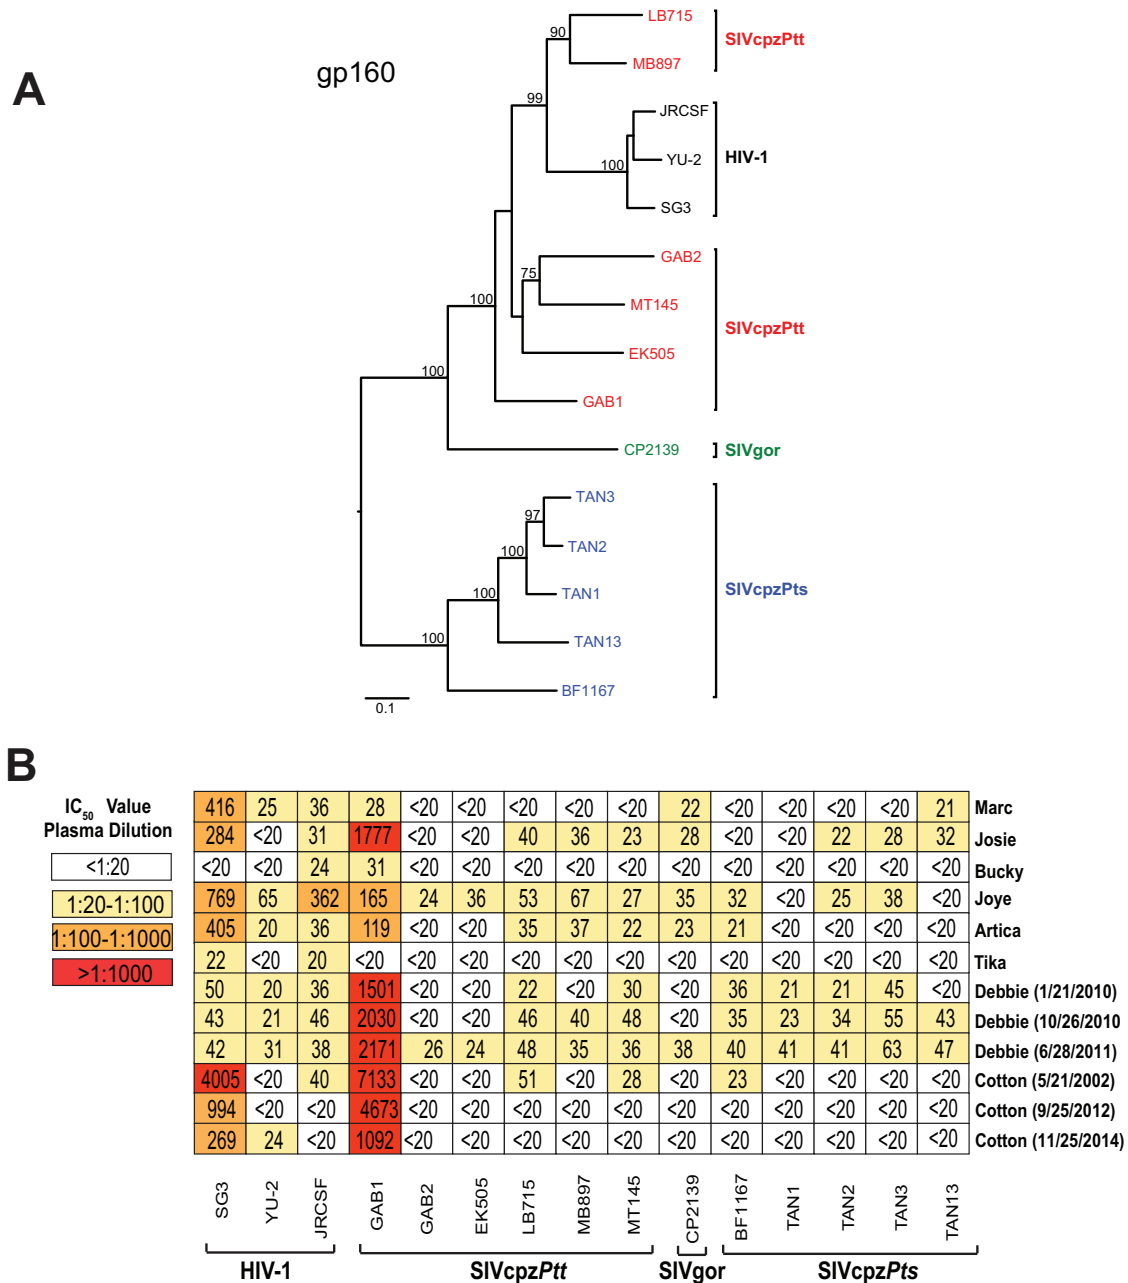 A
gp160
LB715
90
SIVcpzPtt
MB897
99
JRCSF
YU-2
HIV-1
100
SG3
GAB2
75
MT145
100
SIVcpzPtt
EK505
100
GAB1
CP2139
SIVgor
TAN3
97
TAN2
100
TAN1
SIVcpzPts
100
TAN13
100
BF1167
0.1
B
IC50 Value
Plasma Dilution
<1:20
1:20-1:100
1:100-1:1000
>1:1000
416 25 36 28 <20 <20 <20 <20 <20 22 <20 <20 <20 <20 21 Marc
284 <20 31 1777 <20 <20 40 36 23 28 <20 <20 22 28 32 Josie
<20 <20 24 31 <20 <20 <20 <20 <20 <20 <20 <20 <20 <20 <20 Bucky
769 65 362 165 24 36 53 67 27 35 32 <20 25 38 <20 Joye
405 20 36 119 <20 <20 35 37 22 23 21 <20 <20 <20 <20 Artica
22 <20 20 <20 <20 <20 <20 <20 <20 <20 <20 <20 <20 <20 <20 Tika
50 20 36 1501 <20 <20 22 <20 30 <20 36 21 21 45 <20 Debbie (1/21/2010)
43 21 46 2030 <20 <20 46 40 48 <20 35 23 34 55 43 Debbie (10/26/2010
42 31 38 2171 26 24 48 35 36 38 40 41 41 63 47 Debbie (6/28/2011)
4005 <20 40 7133 <20 <20 51 <20 28 <20 23 <20 <20 <20 <20 Cotton (5/21/2002)
994 <20 <20 4673 <20 <20 <20 <20 <20 <20 <20 <20 <20 <20 <20 Cotton (9/25/2012)
269 24 <20 1092 <20 <20 <20 <20 <20 <20 <20 <20 <20 <20 <20 Cotton (11/25/2014)
SG3 YU-2 JRCSF GAB1 GAB2 EK505 LB715 MB897 MT145 CP2139 BF1167 TAN1 TAN2 TAN3 TAN13
HIV-1 SIVcpzPtt SIVgor SIVcpzPts